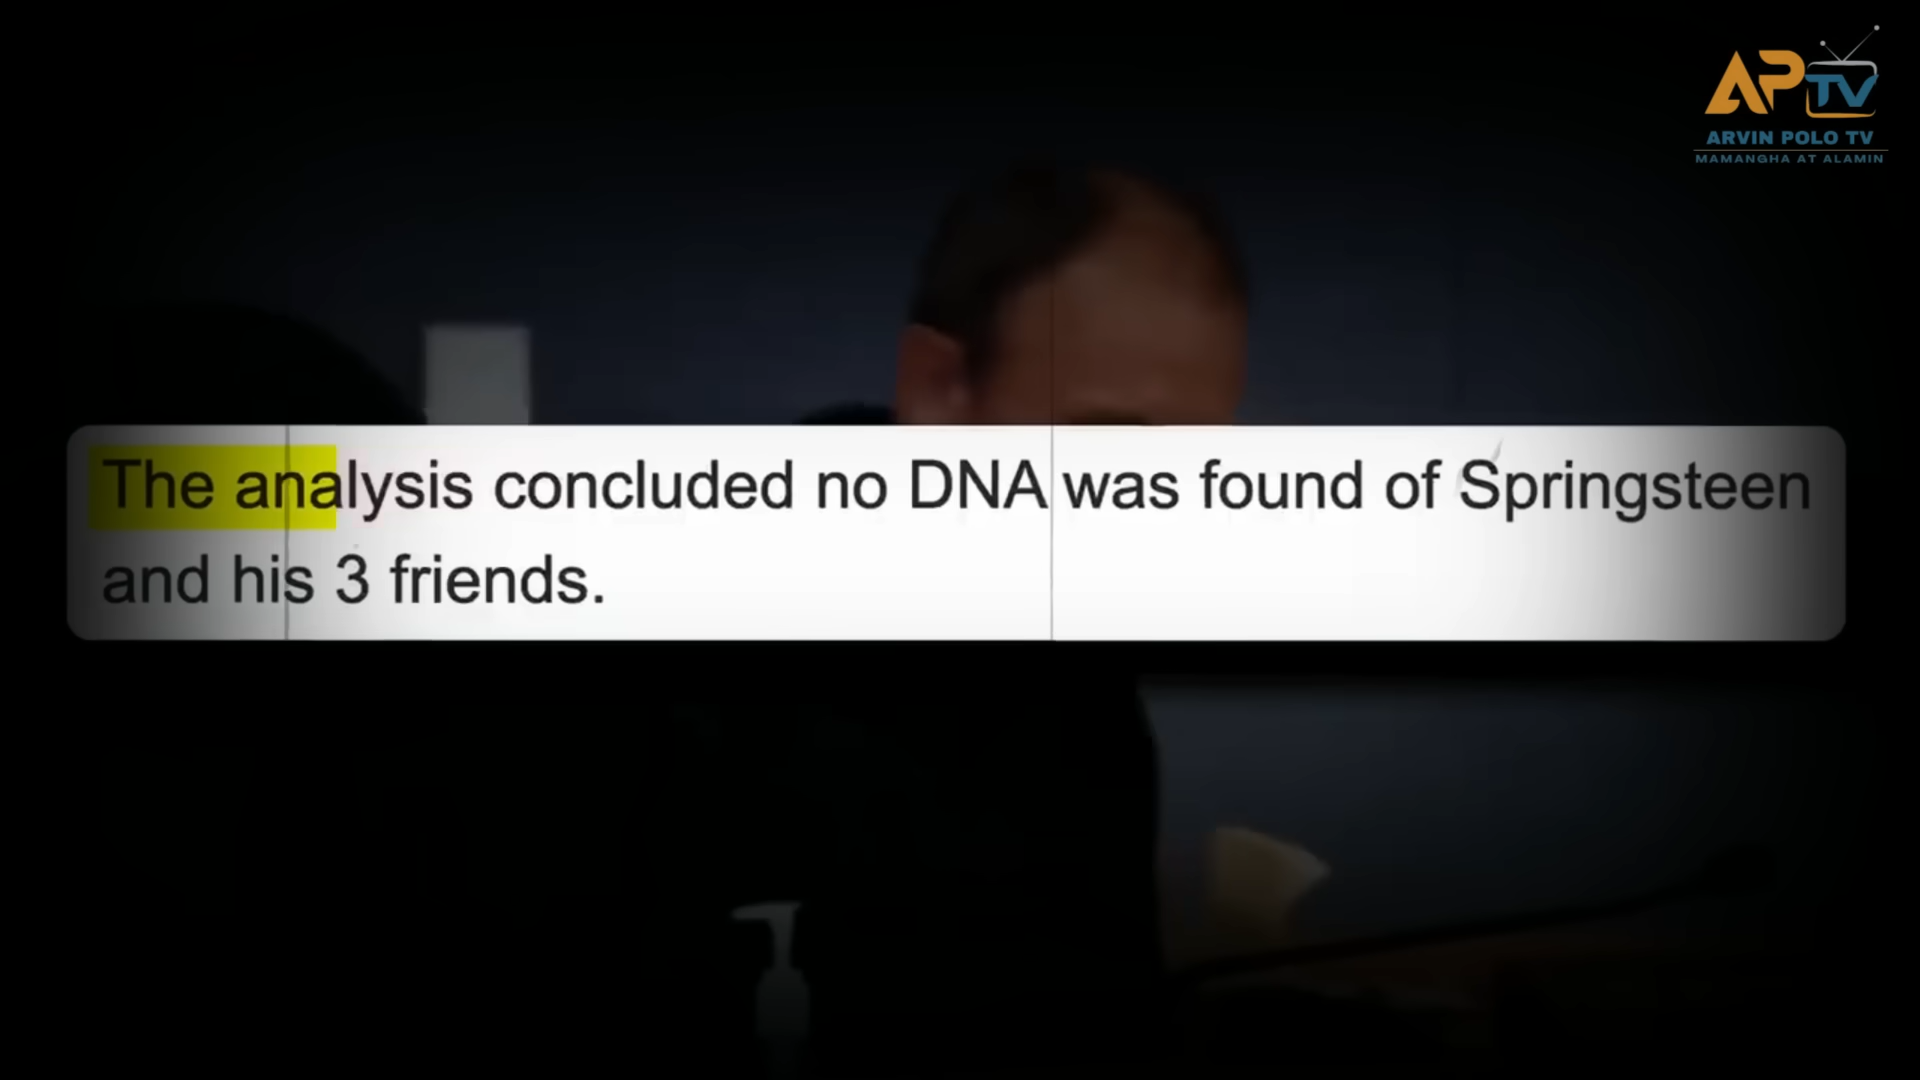 APTV
ARVIN POLO TV
MAMANGHA AT ALAMIN
The analysis concluded no DNA was found of Springsteen
and his 3 friends.